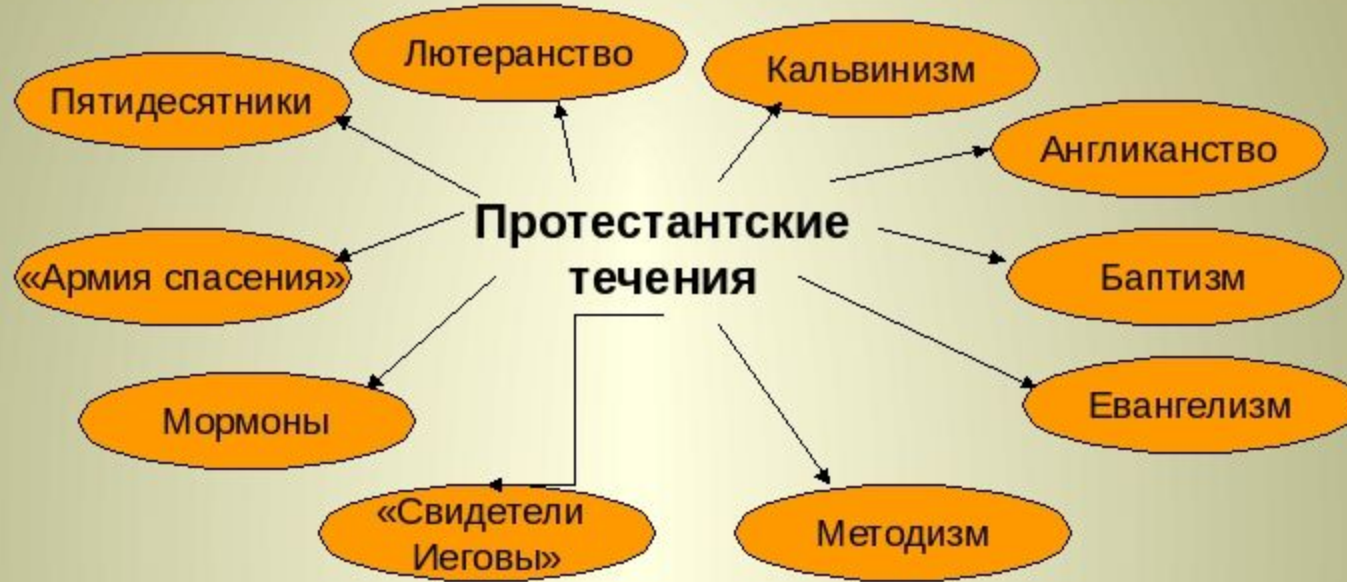 Лютеранство
Кальвинизм
Пятидесятники
Англиканство
Протестантские
течения
«Армия спасения»
Баптизм
Евангелизм
Мормоны
«Свидетели
Иеговы»
Методизм